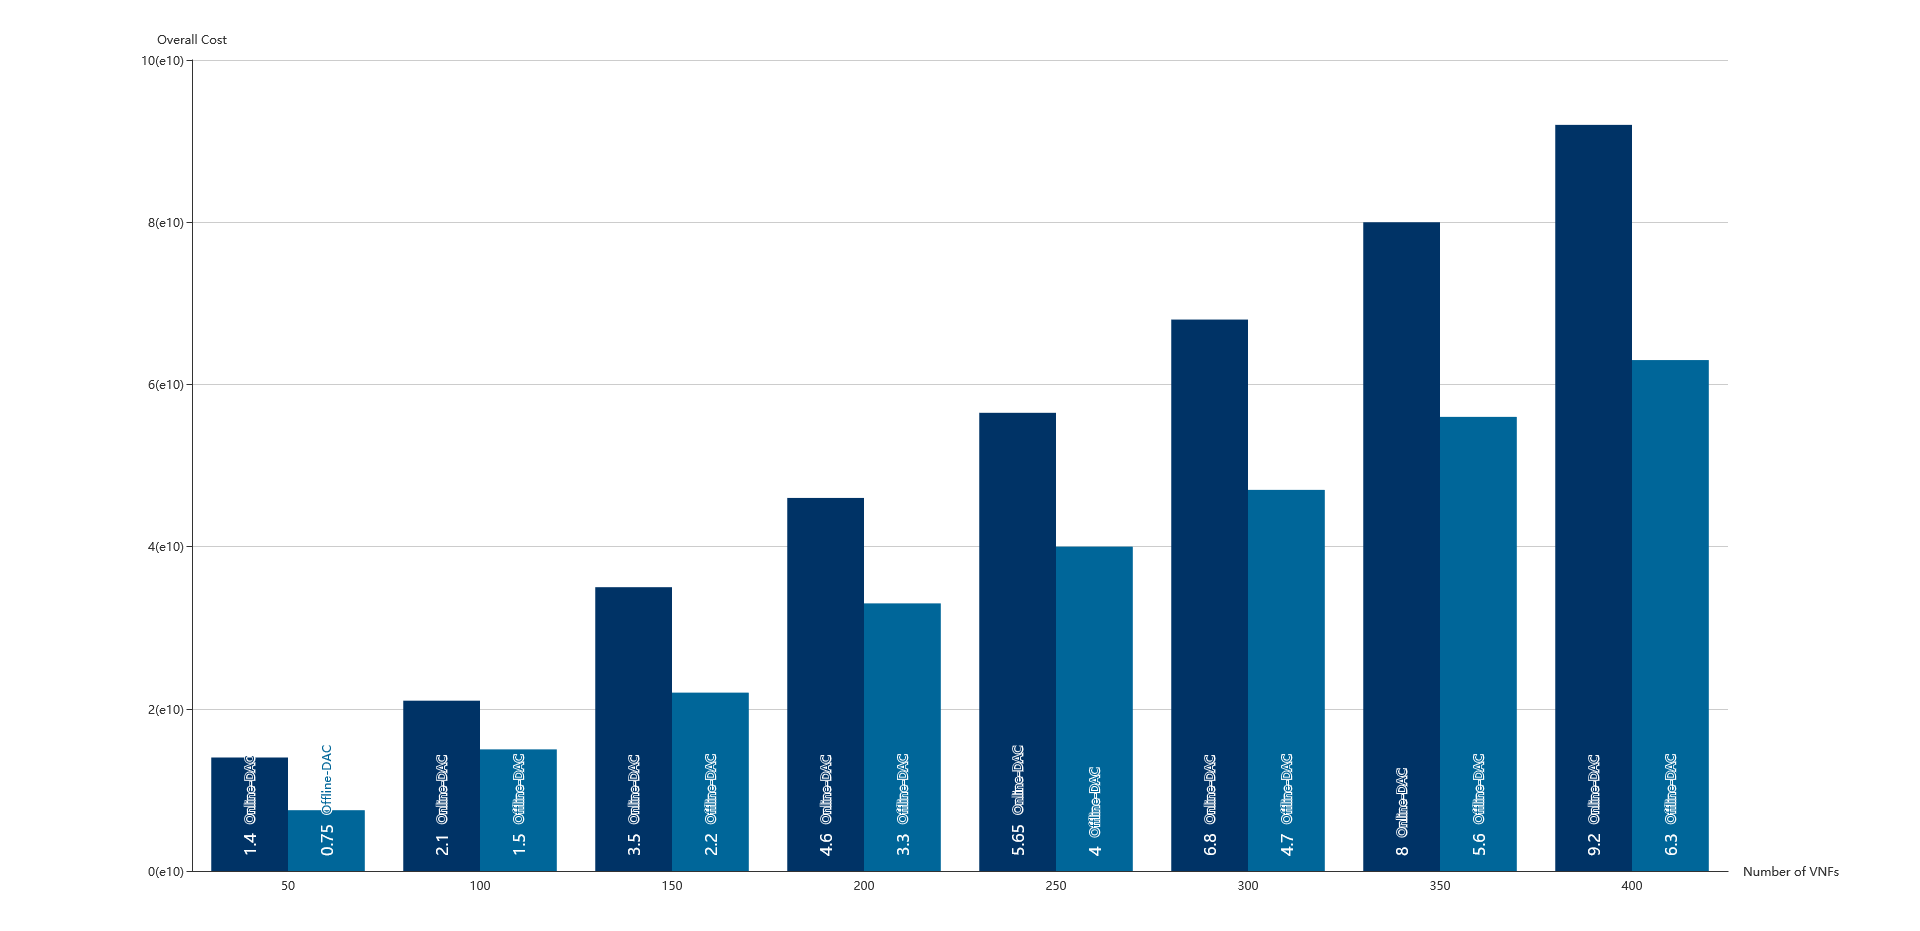 Overall Cost
10(e10)
8(e10)
6(e10)
4(e10)
2(e10)
0(e10)
1.4 Online-DAC
0.75 Offline-DAC
2.1 Online-DAC
1.5 Offline-DAC
3.5 Online-DAC
2.2 Offline-DAC
4.6 Online-DAC
3.3 Offline-DAC
5.65 Online-DAC
4 Offline-DAC
6.8 Online-DAC
4.7 Offline-DAC
8 Online-DAC
5.6 Offline-DAC
9.2 Online-DAC
6.3 Offline-DAC
50 100 150 200 250 300 350 400
Number of VNFs